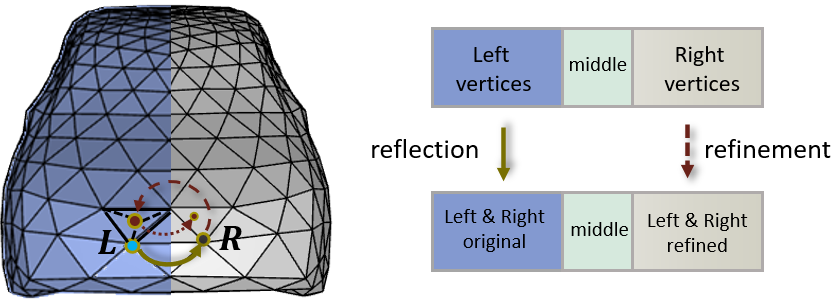 Left
vertices
middle
Right
vertices
reflection
refinement
L
R
Left & Right
original
middle
Left & Right
refined